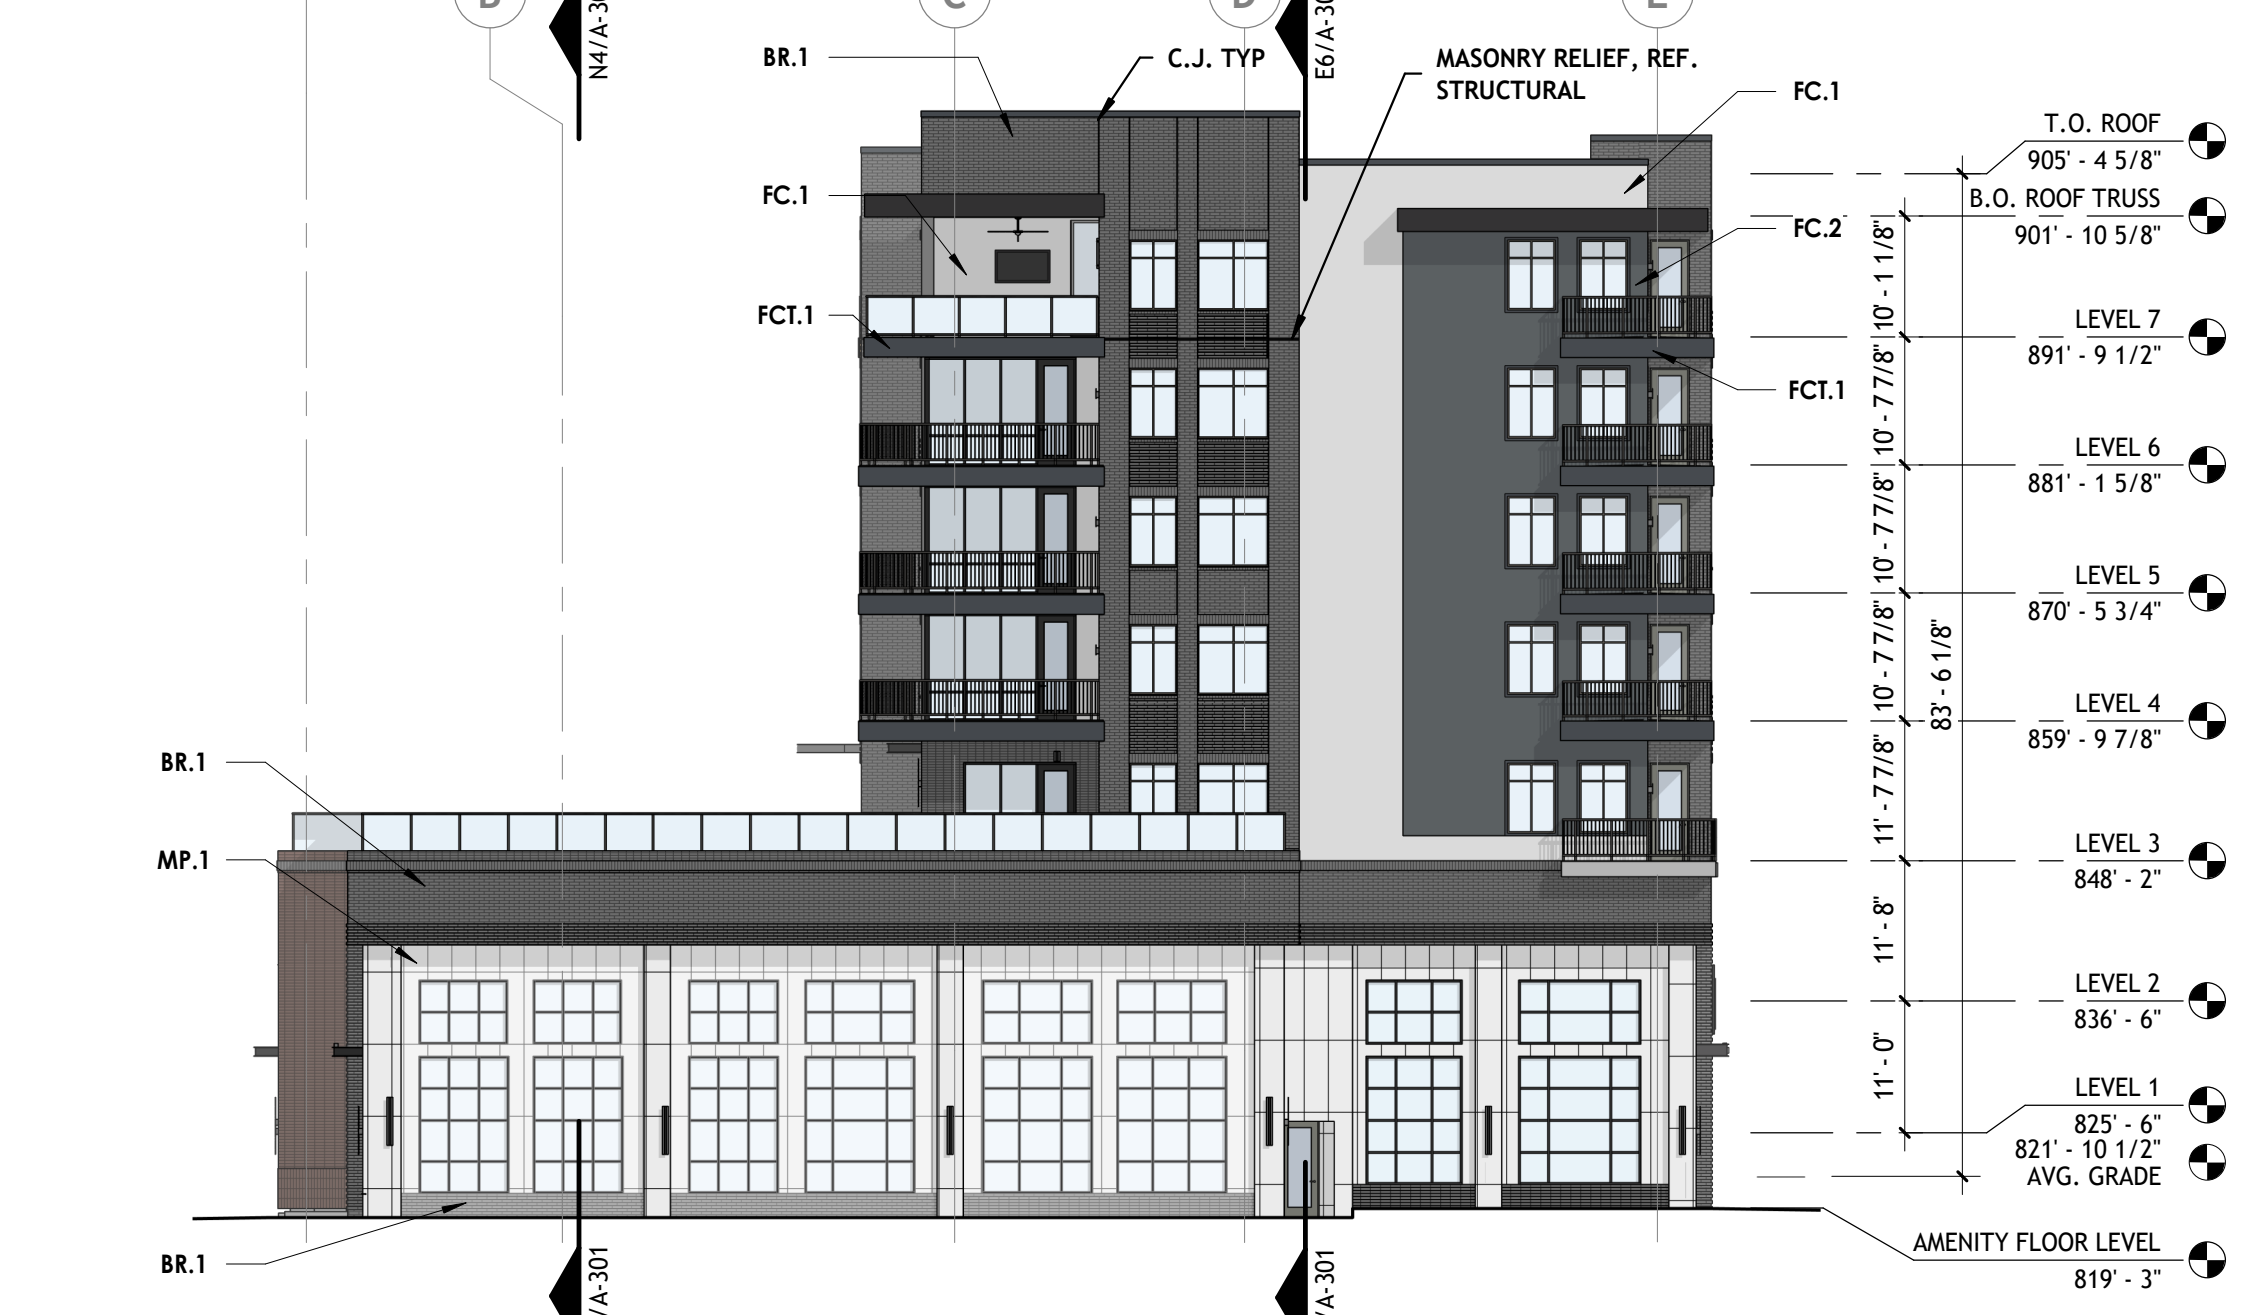 C
N4/A-30
E6/A-30
BR.1
C.J. TYP
MASONRY RELIEF, REF.
STRUCTURAL
FC.1
T.O. ROOF
905' - 4 5/8"
B.O. ROOF TRUSS
901' - 10 5/8"
FC.1
FC.2
10' - 1 1/8"
FCT.1
LEVEL 7
891' - 9 1/2"
10' - 7 7/8"
FCT.1
LEVEL 6
881' - 1 5/8"
10' - 7 7/8"
LEVEL 5
870' - 5 3/4"
10' - 7 7/8"
83' - 6 1/8"
LEVEL 4
859' - 9 7/8"
BR.1
11' - 7 7/8"
MP.1
LEVEL 3
848' - 2"
11' - 8"
LEVEL 2
836' - 6"
11' - 0"
LEVEL 1
825' - 6"
821' - 10 1/2"
AVG. GRADE
AMENITY FLOOR LEVEL
819' - 3"
BR.1
/A-301
/A-301